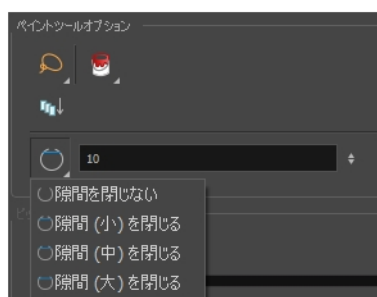 ペイントツールオプション
10
隙間を閉じない
隙間 (小) を閉じる
隙間 (中) を閉じる
隙間 (大) を閉じる